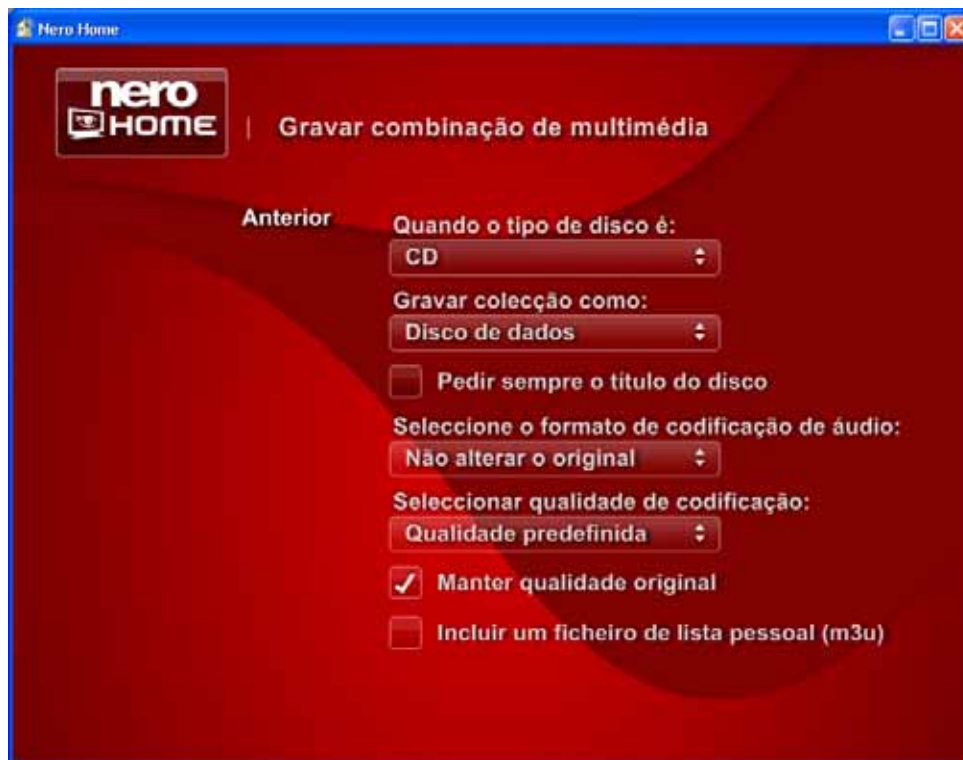 Nero Home
nero
HOME
Gravar combinação de multimédia
Anterior
Quando o tipo de disco é:
CD
Gravar colecção como:
Disco de dados
Pedir sempre o título do disco
Seleccione o formato de codificação de áudio:
Não alterar o original
Seleccionar qualidade de codificação:
Qualidade predefinida
Manter qualidade original
Incluir um ficheiro de lista pessoal (m3u)